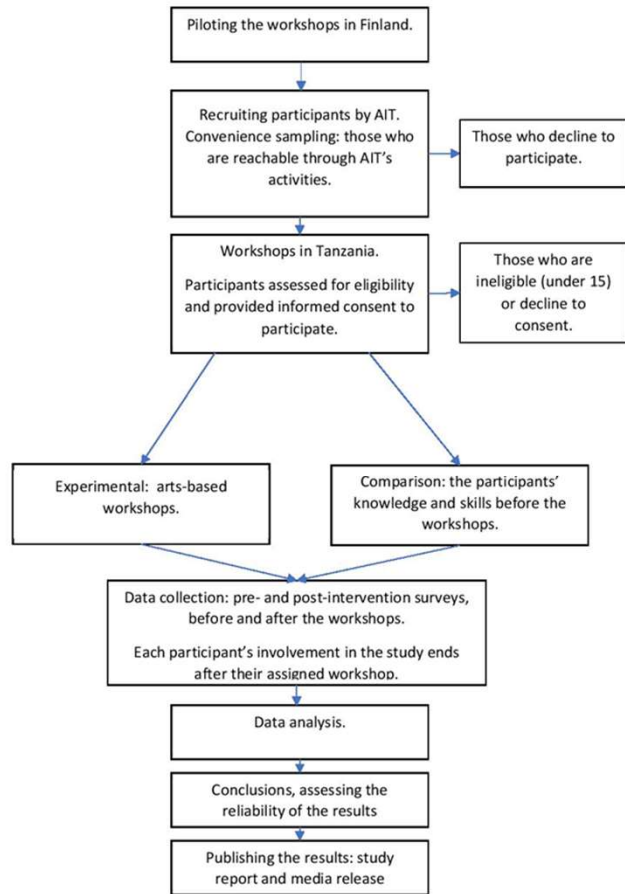 Piloting the workshops in Finland.
Recruiting participants by AIT.
Convenience sampling: those who
are reachable through AIT's
activities.
Those who decline to
participate.
Workshops in Tanzania.
Participants assessed for eligibility
and provided informed consent to
participate.
Those who are
ineligible (under 15)
or decline to
consent.
Experimental: arts-based
workshops.
Comparison: the participants'
knowledge and skills before the
workshops.
Data collection: pre- and post-intervention surveys,
before and after the workshops.
Each participant's involvement in the study ends
after their assigned workshop.
Data analysis.
Conclusions, assessing the
reliability of the results
Publishing the results: study
report and media release